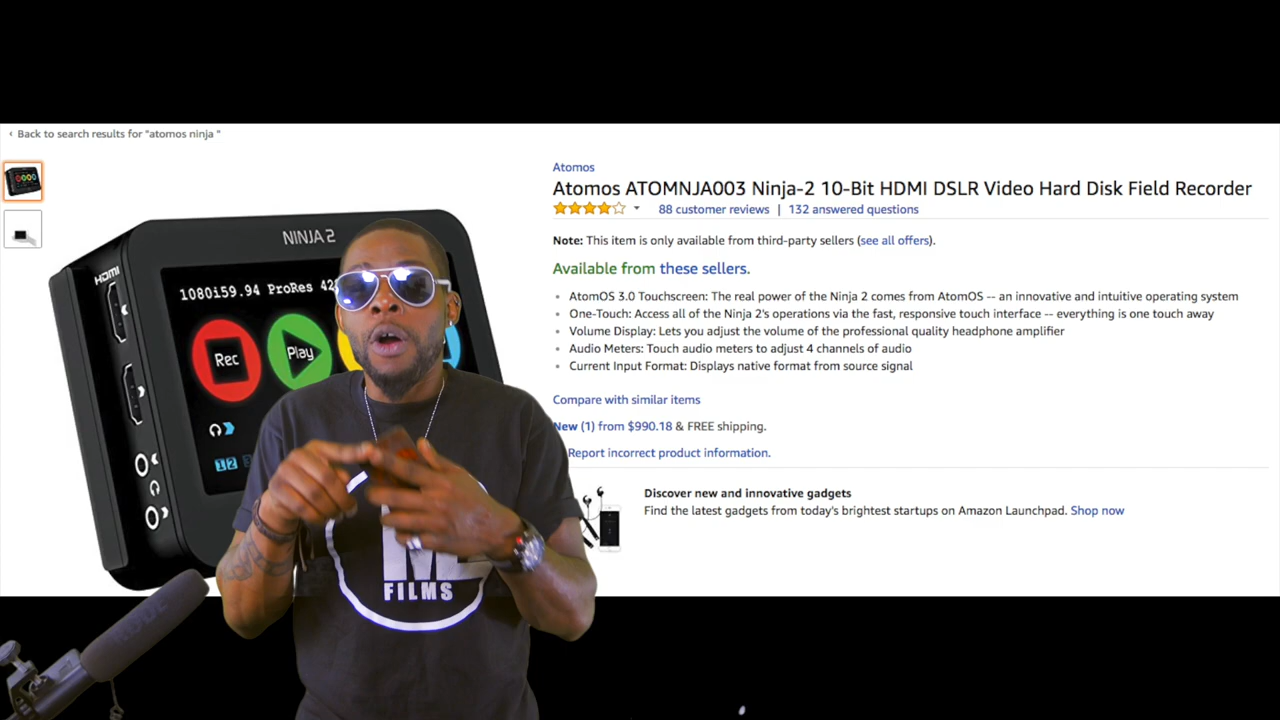 ‹ Back to search results for "atomos ninja "
Atomos
Atomos ATOMNJA003 Ninja-2 10-Bit HDMI DSLR Video Hard Disk Field Recorder
88 customer reviews | 132 answered questions
Note: This item is only available from third-party sellers (see all offers).
Available from these sellers.
• AtomOS 3.0 Touchscreen: The real power of the Ninja 2 comes from AtomOS -- an innovative and intuitive operating system
• One-Touch: Access all of the Ninja 2's operations via the fast, responsive touch interface -- everything is one touch away
• Volume Display: Lets you adjust the volume of the professional quality headphone amplifier
• Audio Meters: Touch audio meters to adjust 4 channels of audio
• Current Input Format: Displays native format from source signal
Compare with similar items
New (1) from $990.18 & FREE shipping.
Report incorrect product information.
Discover new and innovative gadgets
Find the latest gadgets from today's brightest startups on Amazon Launchpad. Shop now
NINJA 2
HDMI
1080i59.94 ProRes
Rec
Play
12
FILMS
RODE